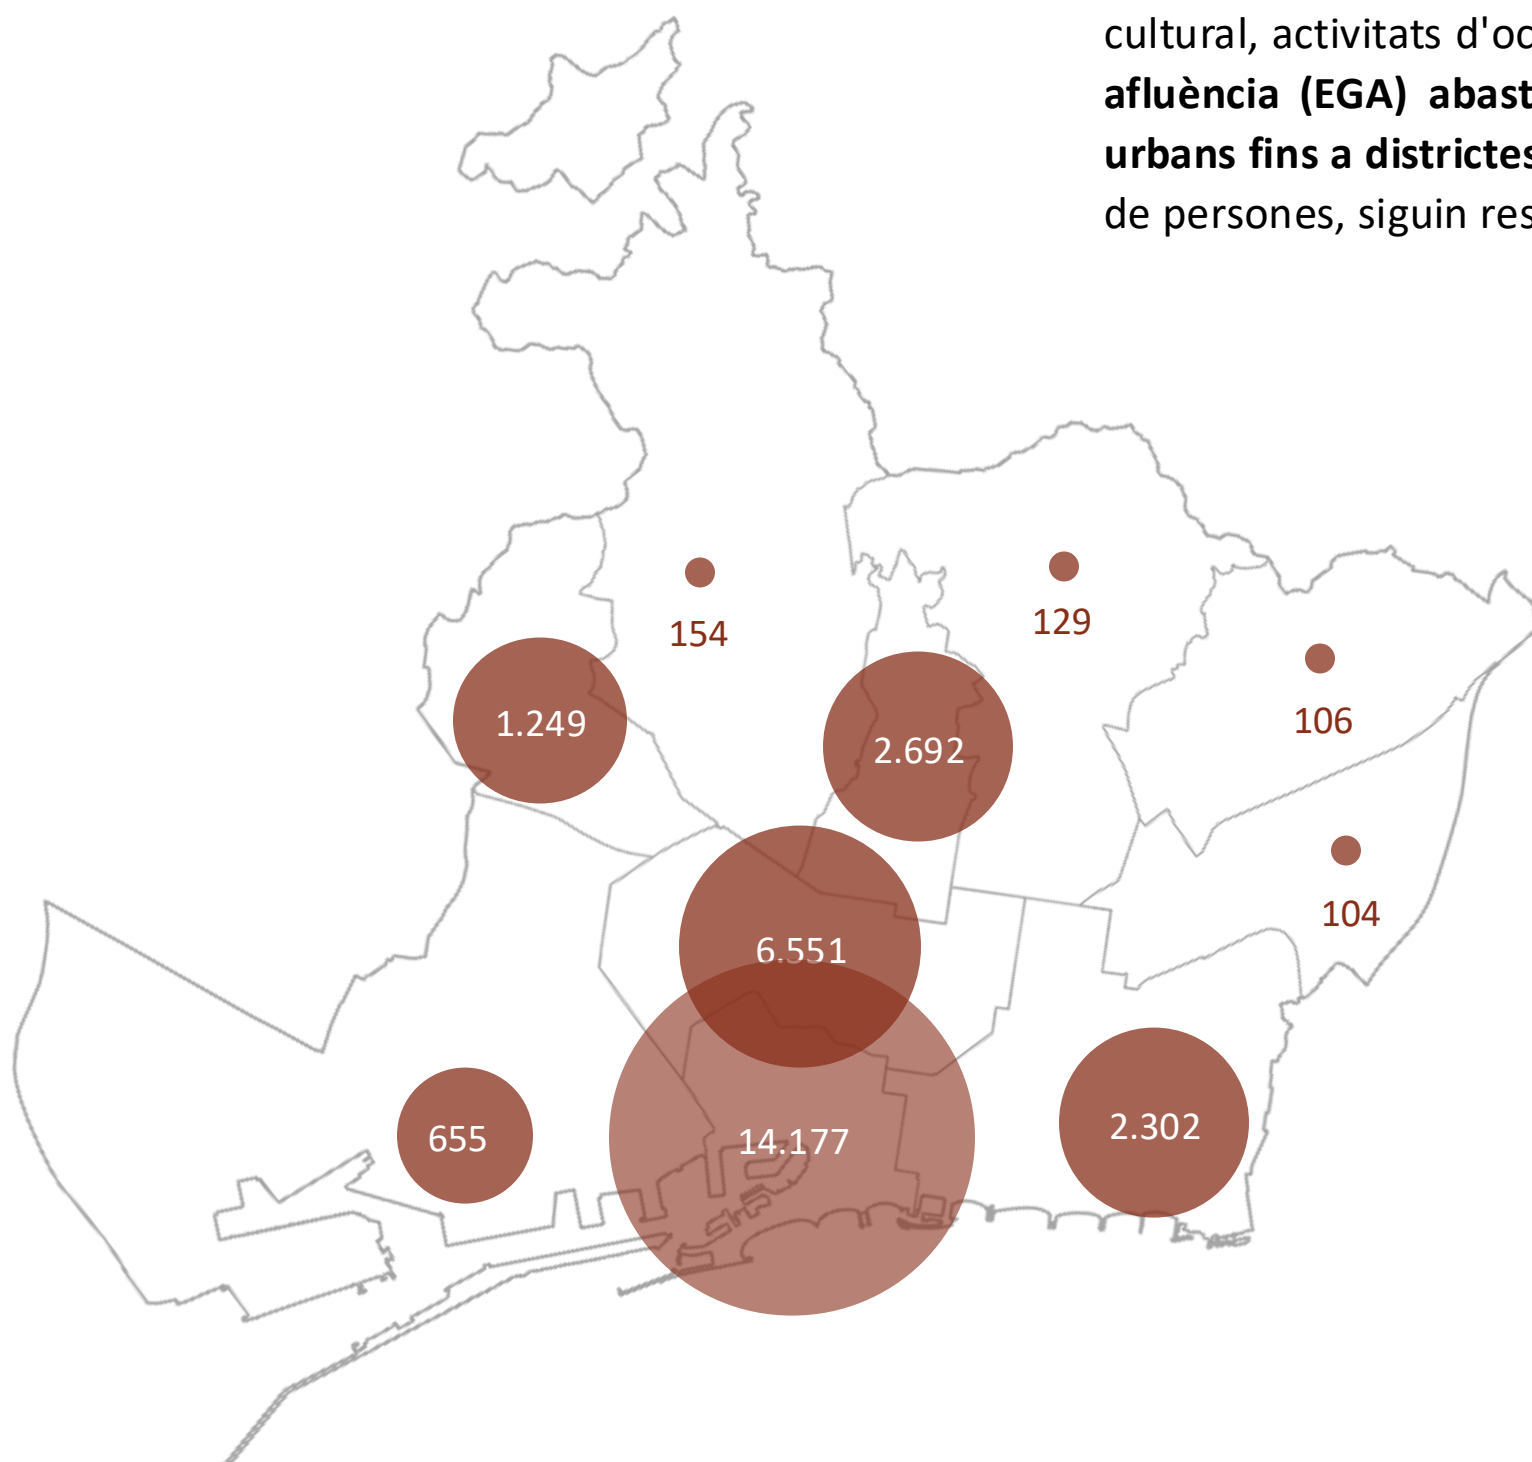 cultural, activitats d'oc
afluència (EGA) abast
urbans fins a districtes
de persones, siguin res
154
129
106
1.249
2.692
104
6.551
655
14.177
2.302